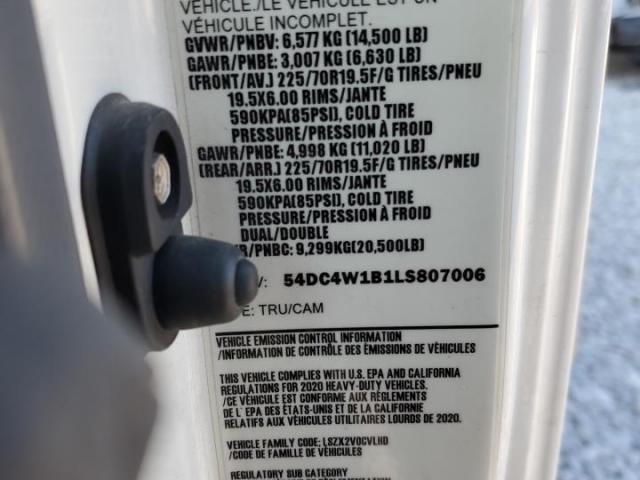 VEHICLE./LE VÉHICULE EST UN
VÉHICULE INCOMPLET.
GVWR/PNBV: 6,577 KG (14,500 LB)
GAWR/PNBE: 3,007 KG (6,630 LB)
(FRONT/AV.) 225/70R19.5F/G TIRES/PNEU
19.5X6.00 RIMS/JANTE
590KPA(85PSI), COLD TIRE
PRESSURE/PRESSION À FROID
GAWR/PNBE: 4,998 KG (11,020 LB)
(REAR/ARR.) 225/70R19.5F/G TIRES/PNEU
19.5X6.00 RIMS/JANTE
590KPA(85PSI), COLD TIRE
PRESSURE/PRESSION À FROID
DUAL/DOUBLE
R/PNBC: 9,299KG(20,500LB)
54DC4W1B1LS807006
E: TRU/CAM
VEHICLE EMISSION CONTROL INFORMATION
/INFORMATION DE CONTRÔLE DES ÉMISSIONS DE VÉHICULES
THIS VEHICLE COMPLIES WITH U.S. EPA AND CALIFORNIA
REGULATIONS FOR 2020 HEAVY-DUTY VEHICLES.
/CE VÉHICULE EST CONFORME AUX RÈGLEMENTS
DE L'EPA DES ÉTATS-UNIS ET DE LA CALIFORNIE
RELATIFS AUX VÉHICULES UTILITAIRES LOURDS DE 2020.
VEHICLE FAMILY CODE: LSZX2VOCVLHD
/CODE DE FAMILLE DE VÉHICULES
REGULATORY SUB CATEGORY